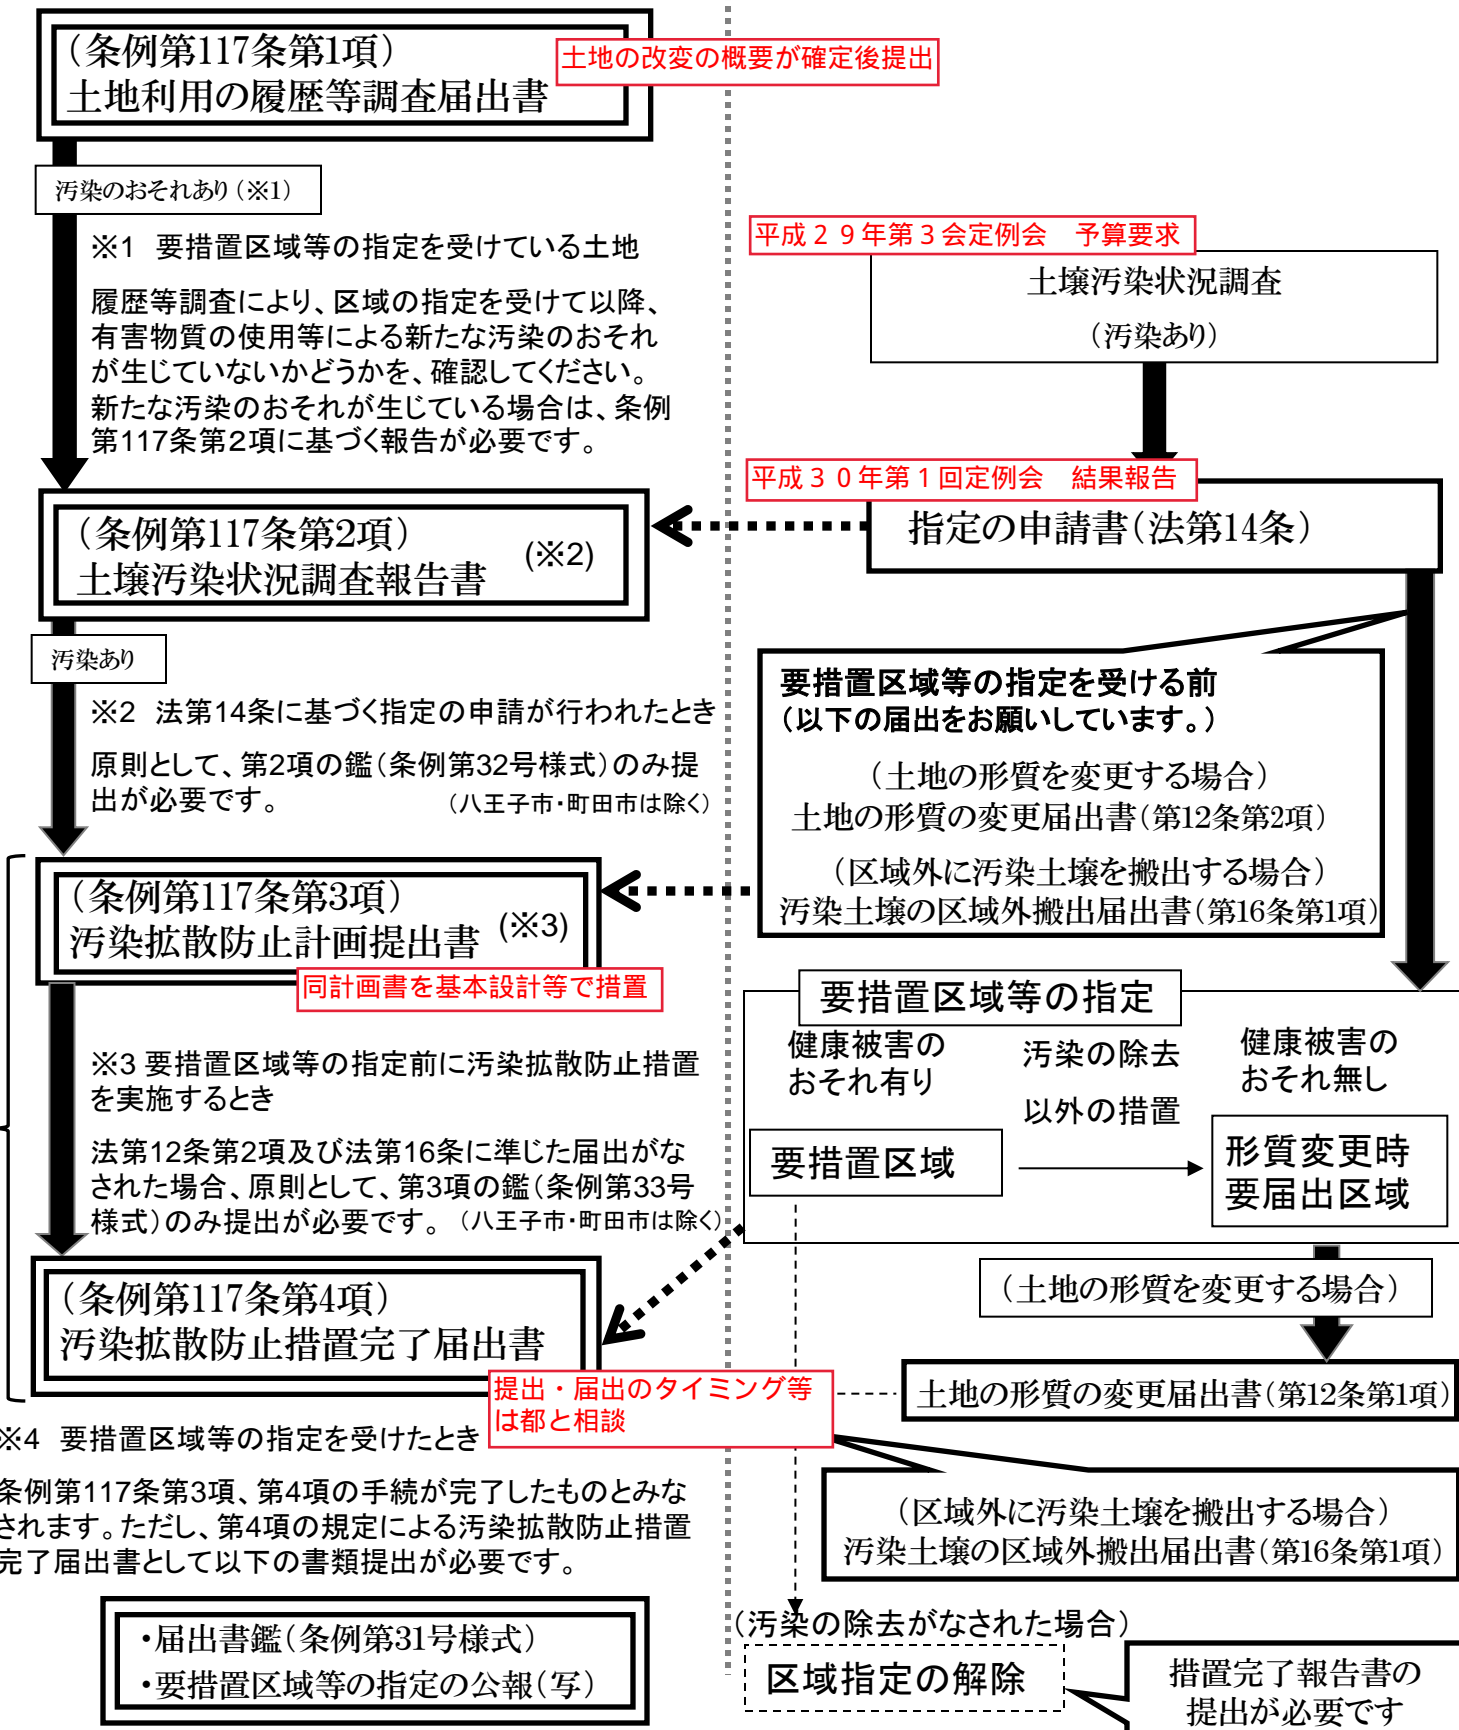 （条例第117条第1項）
土地利用の履歴等調査届出書
土地の改変の概要が確定後提出
汚染のおそれあり（※1）
※1　要措置区域等の指定を受けている土地
履歴等調査により、区域の指定を受けて以降、
有害物質の使用等による新たな汚染のおそれ
が生じていないかどうかを、確認してください。
新たな汚染のおそれが生じている場合は、条例
第117条第２項に基づく報告が必要です。
（条例第117条第2項）
土壌汚染状況調査報告書
(※2)
汚染あり
※2　法第14条に基づく指定の申請が行われたとき
原則として、第2項の鑑（条例第32号様式）のみ提
出が必要です。　（八王子市・町田市は除く）
（条例第117条第3項）
汚染拡散防止計画提出書
(※3)
同計画書を基本設計等で措置
※3 要措置区域等の指定前に汚染拡散防止措置
を実施するとき
法第12条第2項及び法第16条に準じた届出がな
された場合、原則として、第3項の鑑（条例第33号
様式）のみ提出が必要です。（八王子市・町田市は除く）
（条例第117条第4項）
汚染拡散防止措置完了届出書
提出・届出のタイミング等
は都と相談
※4　要措置区域等の指定を受けたとき
条例第117条第3項、第4項の手続が完了したものとみな
されます。ただし、第4項の規定による汚染拡散防止措置
完了届出書として以下の書類提出が必要です。
・届出書鑑（条例第31号様式）
・要措置区域等の指定の公報（写）
平成２９年第３会定例会　予算要求
土壌汚染状況調査
（汚染あり）
平成３０年第１回定例会　結果報告
指定の申請書（法第14条）
要措置区域等の指定を受ける前
（以下の届出をお願いしています。）
（土地の形質を変更する場合）
土地の形質の変更届出書（第12条第2項）
（区域外に汚染土壌を搬出する場合）
汚染土壌の区域外搬出届出書（第16条第1項）
要措置区域等の指定
健康被害の
おそれ有り
汚染の除去
以外の措置
健康被害の
おそれ無し
要措置区域
形質変更時
要届出区域
（土地の形質を変更する場合）
土地の形質の変更届出書（第12条第1項）
（区域外に汚染土壌を搬出する場合）
汚染土壌の区域外搬出届出書（第16条第1項）
（汚染の除去がなされた場合）
区域指定の解除
措置完了報告書の
提出が必要です